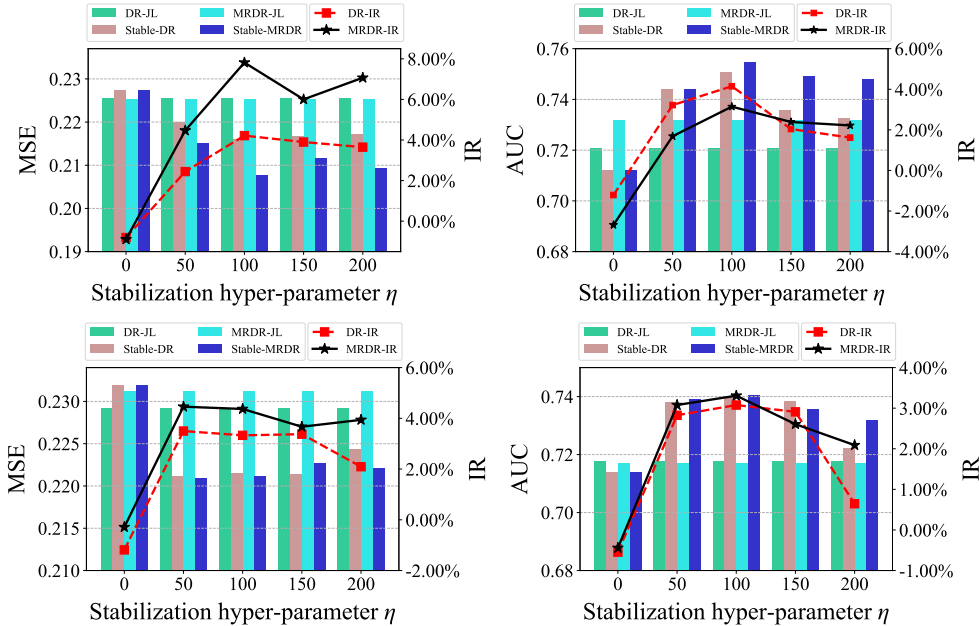 DR-JL MRDR-JL DR-IR
Stable-DR Stable-MRDR MRDR-IR
0.23
0.22
0.21
0.20
0.19
MSE
8.00%
6.00%
4.00%
2.00%
0.00%
IR
0 50 100 150 200
Stabilization hyper-parameter η
DR-JL MRDR-JL DR-IR
Stable-DR Stable-MRDR MRDR-IR
0.76
0.74
0.72
0.70
0.68
AUC
6.00%
4.00%
2.00%
0.00%
-2.00%
-4.00%
IR
0 50 100 150 200
Stabilization hyper-parameter η
DR-JL MRDR-JL DR-IR
Stable-DR Stable-MRDR MRDR-IR
0.230
0.225
0.220
0.215
0.210
MSE
6.00%
4.00%
2.00%
0.00%
-2.00%
IR
0 50 100 150 200
Stabilization hyper-parameter η
DR-JL MRDR-JL DR-IR
Stable-DR Stable-MRDR MRDR-IR
0.74
0.72
0.70
0.68
AUC
4.00%
3.00%
2.00%
1.00%
0.00%
-1.00%
IR
0 50 100 150 200
Stabilization hyper-parameter η